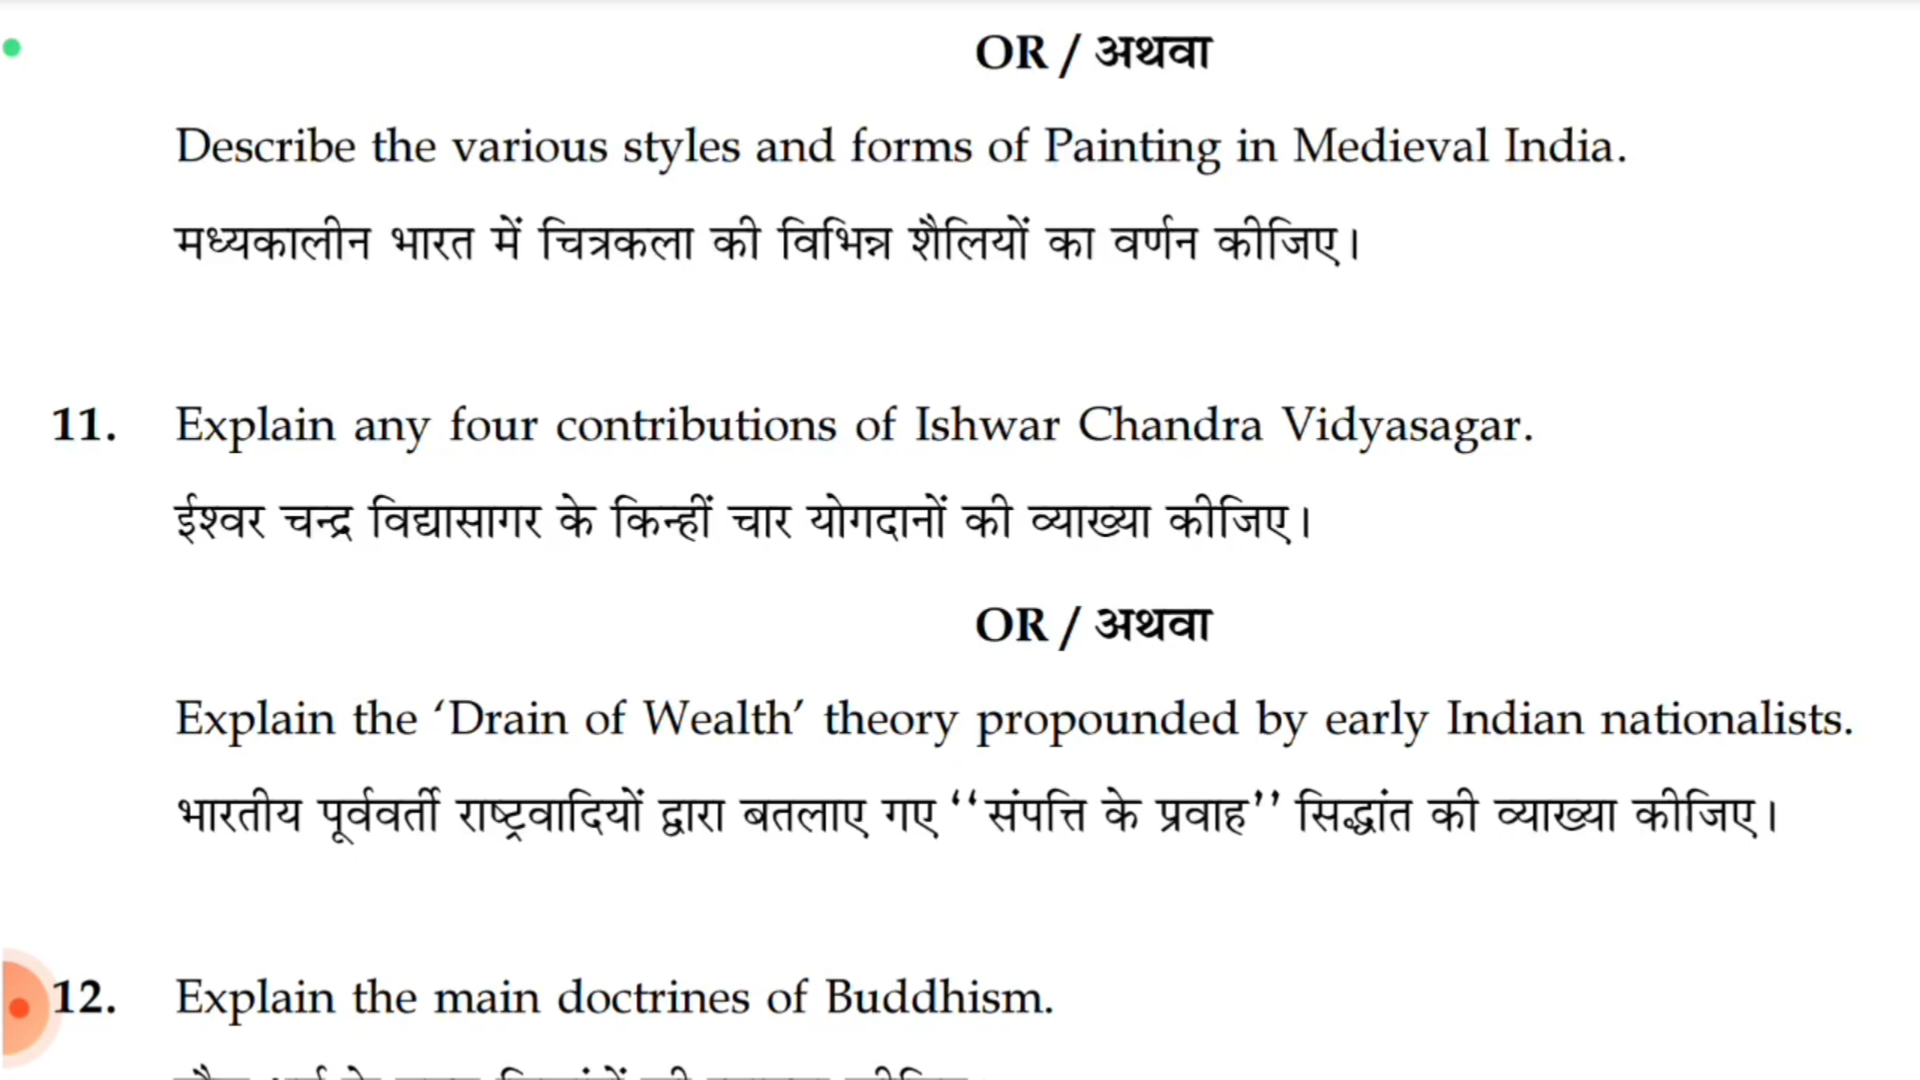 OR / अथवा
Describe the various styles and forms of Painting in Medieval India.
मध्यकालीन भारत में चित्रकला की विभिन्न शैलियों का वर्णन कीजिए।
11. Explain any four contributions of Ishwar Chandra Vidyasagar.
ईश्वर चन्द्र विद्यासागर के किन्हीं चार योगदानों की व्याख्या कीजिए।
OR / अथवा
Explain the ‘Drain of Wealth’ theory propounded by early Indian nationalists.
भारतीय पूर्ववर्ती राष्ट्रवादियों द्वारा बतलाए गए ‘‘संपत्ति के प्रवाह’’ सिद्धांत की व्याख्या कीजिए।
12. Explain the main doctrines of Buddhism.